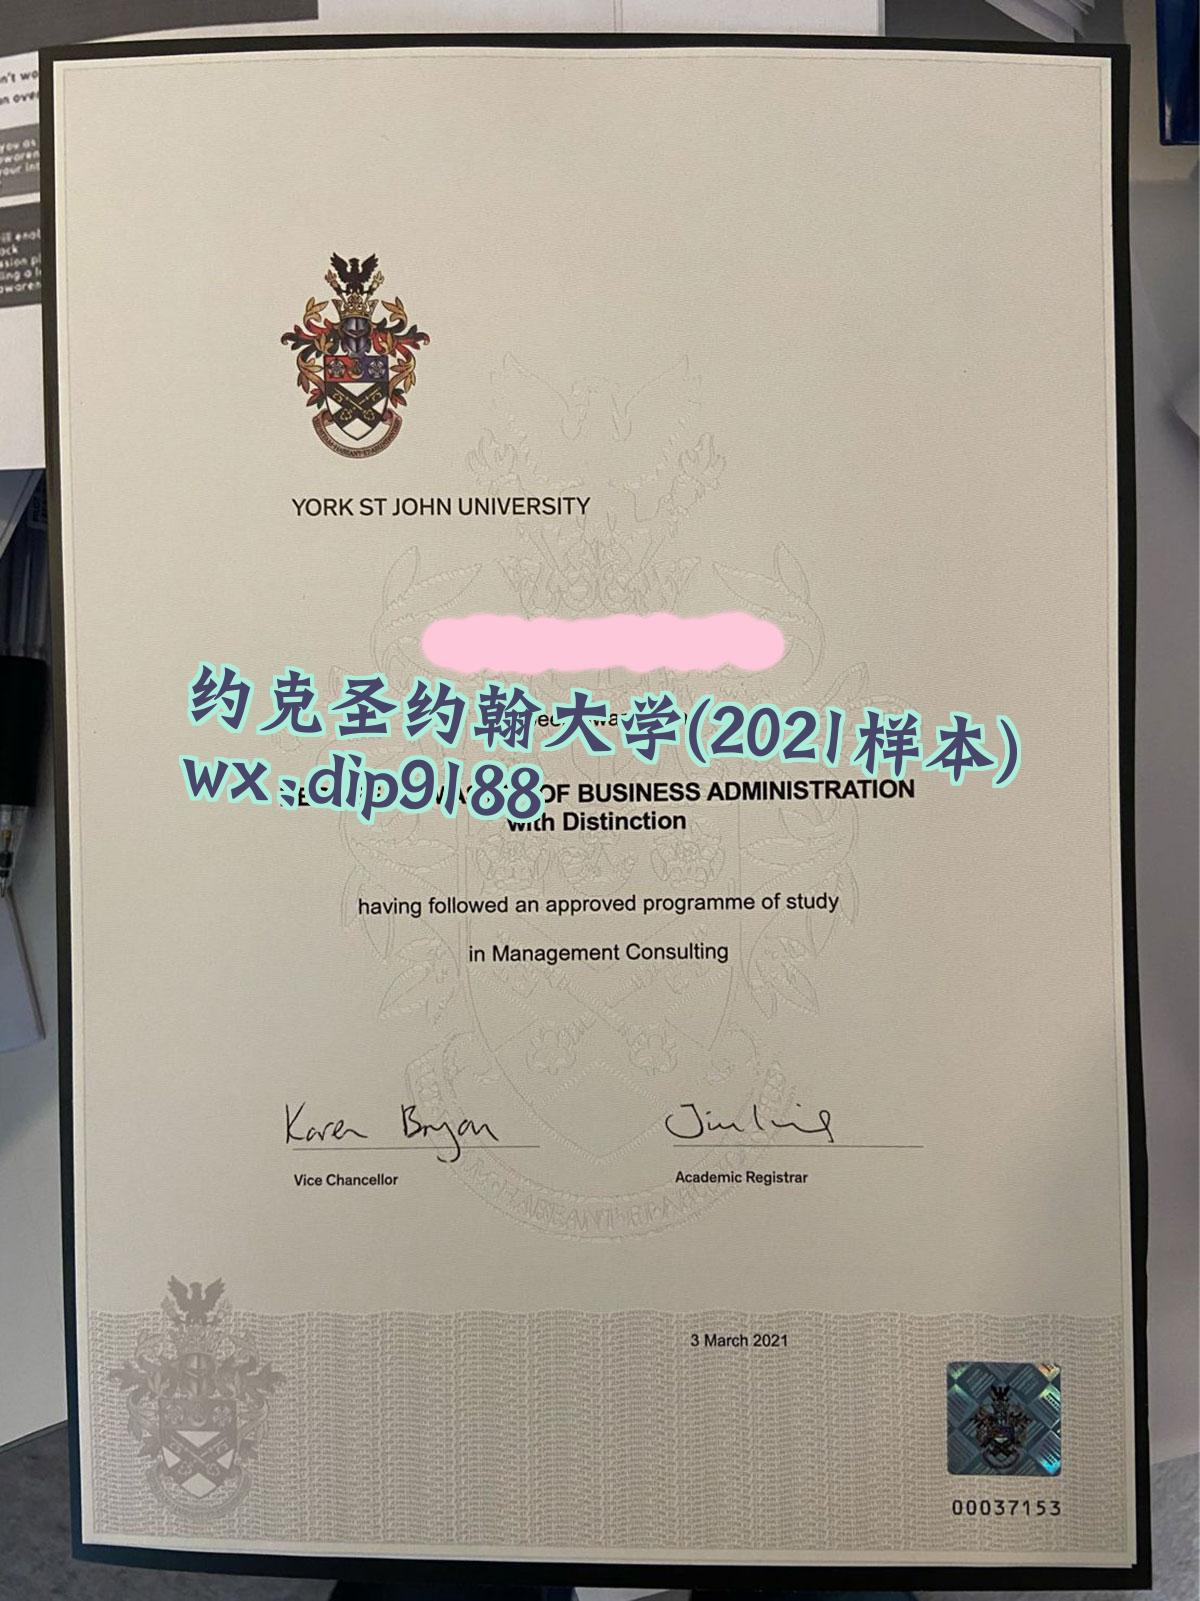 YORK ST JOHN UNIVERSITY
约克圣约翰大学(2021样本)
wx:dip9188
OF BUSINESS ADMINISTRATION
with Distinction
having followed an approved programme of study
in Management Consulting
Karen Bryan
Vice Chancellor
Academic Registrar
3 March 2021
00037153